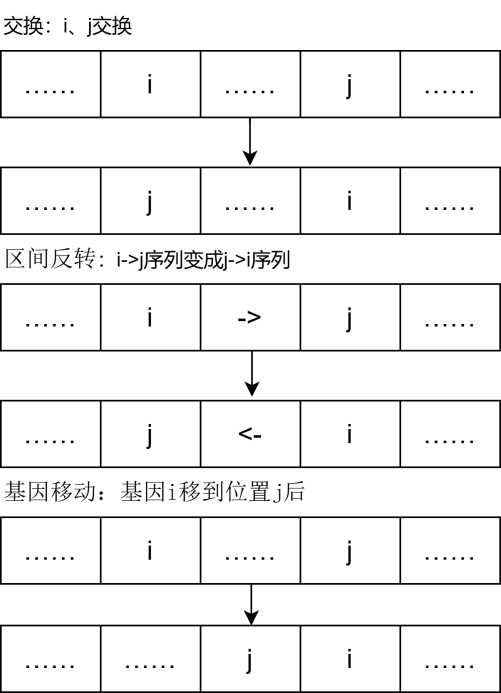 交换：i、j交换
…… i …… j ……
…… j …… i ……
区间反转：i->j序列变成j->i序列
…… i -> j ……
…… j <- i ……
基因移动：基因i移到位置j后
…… i …… j ……
…… …… j i ……